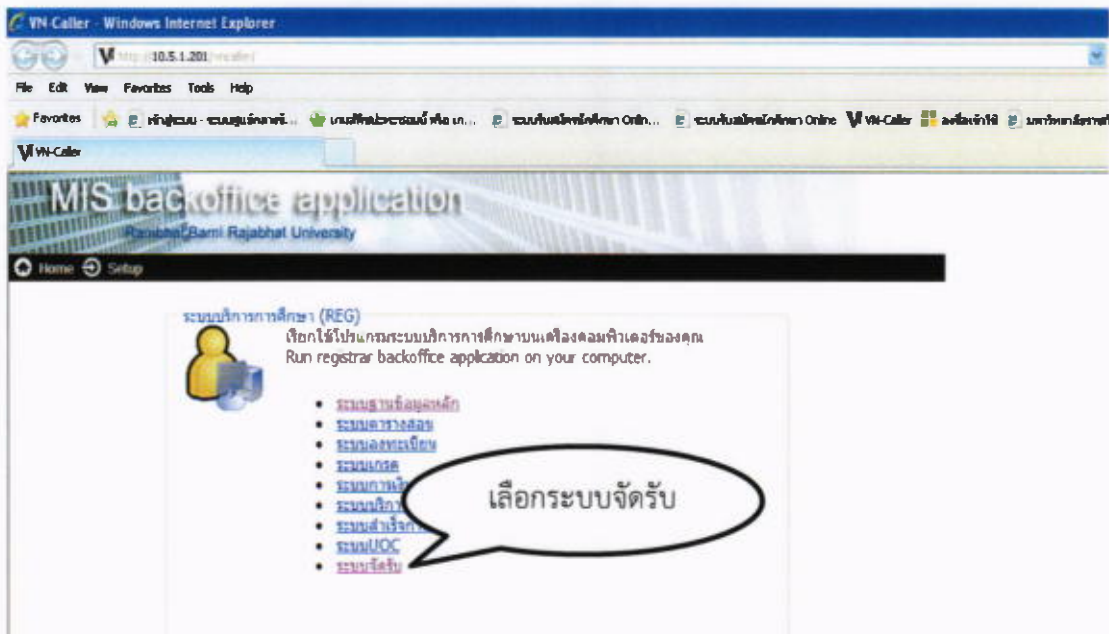 VN-Caller - Windows Internet Explorer
10.5.1.201
File Edit View Favorites Tools Help
Favorites VN-Caller
VN-Caller
MIS backoffice application
Rambhai Barni Rajabhat University
Home Setup
ระบบบริการการศึกษา (REG)
เรียกใช้โปรแกรมระบบบริการการศึกษาบนเครื่องคอมพิวเตอร์ของคุณ
Run registrar backoffice application on your computer.
ระบบฐานข้อมูลหลัก
ระบบตารางสอน
ระบบลงทะเบียน
ระบบเกรด
ระบบUOC
ระบบจัดรับ
เลือกระบบจัดรับ